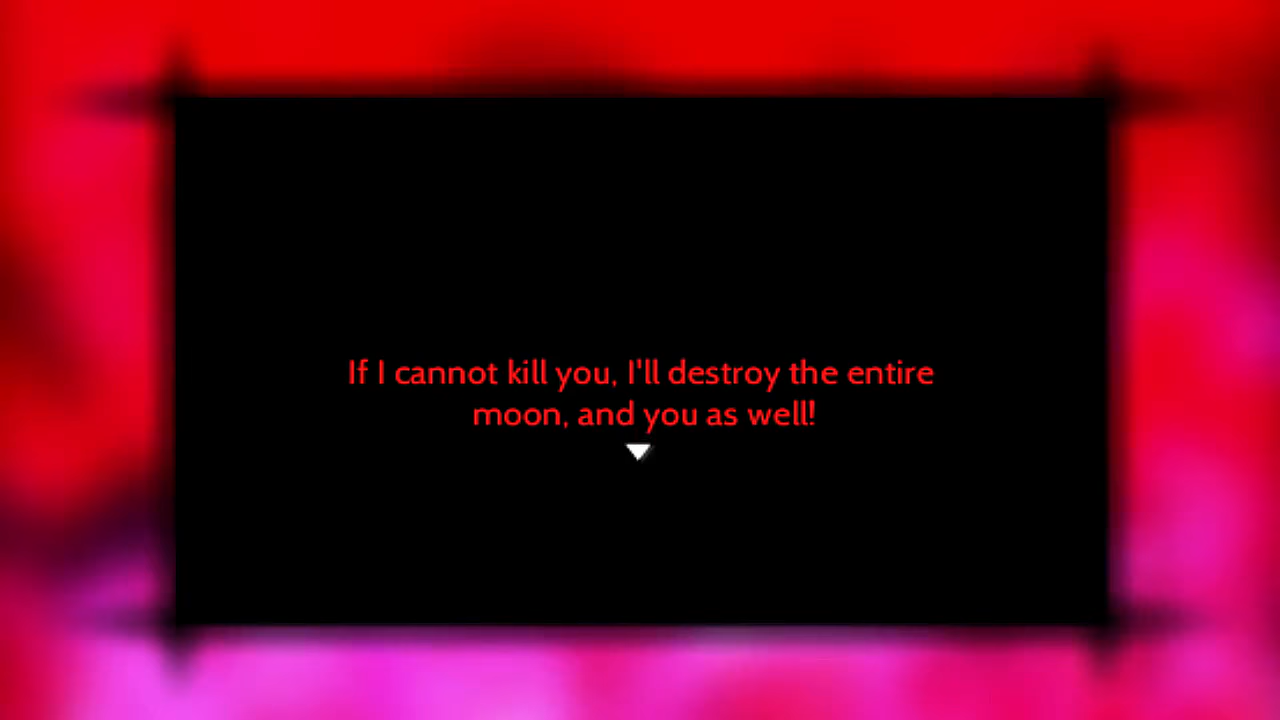 If I cannot kill you, I'll destroy the entire
moon, and you as well!